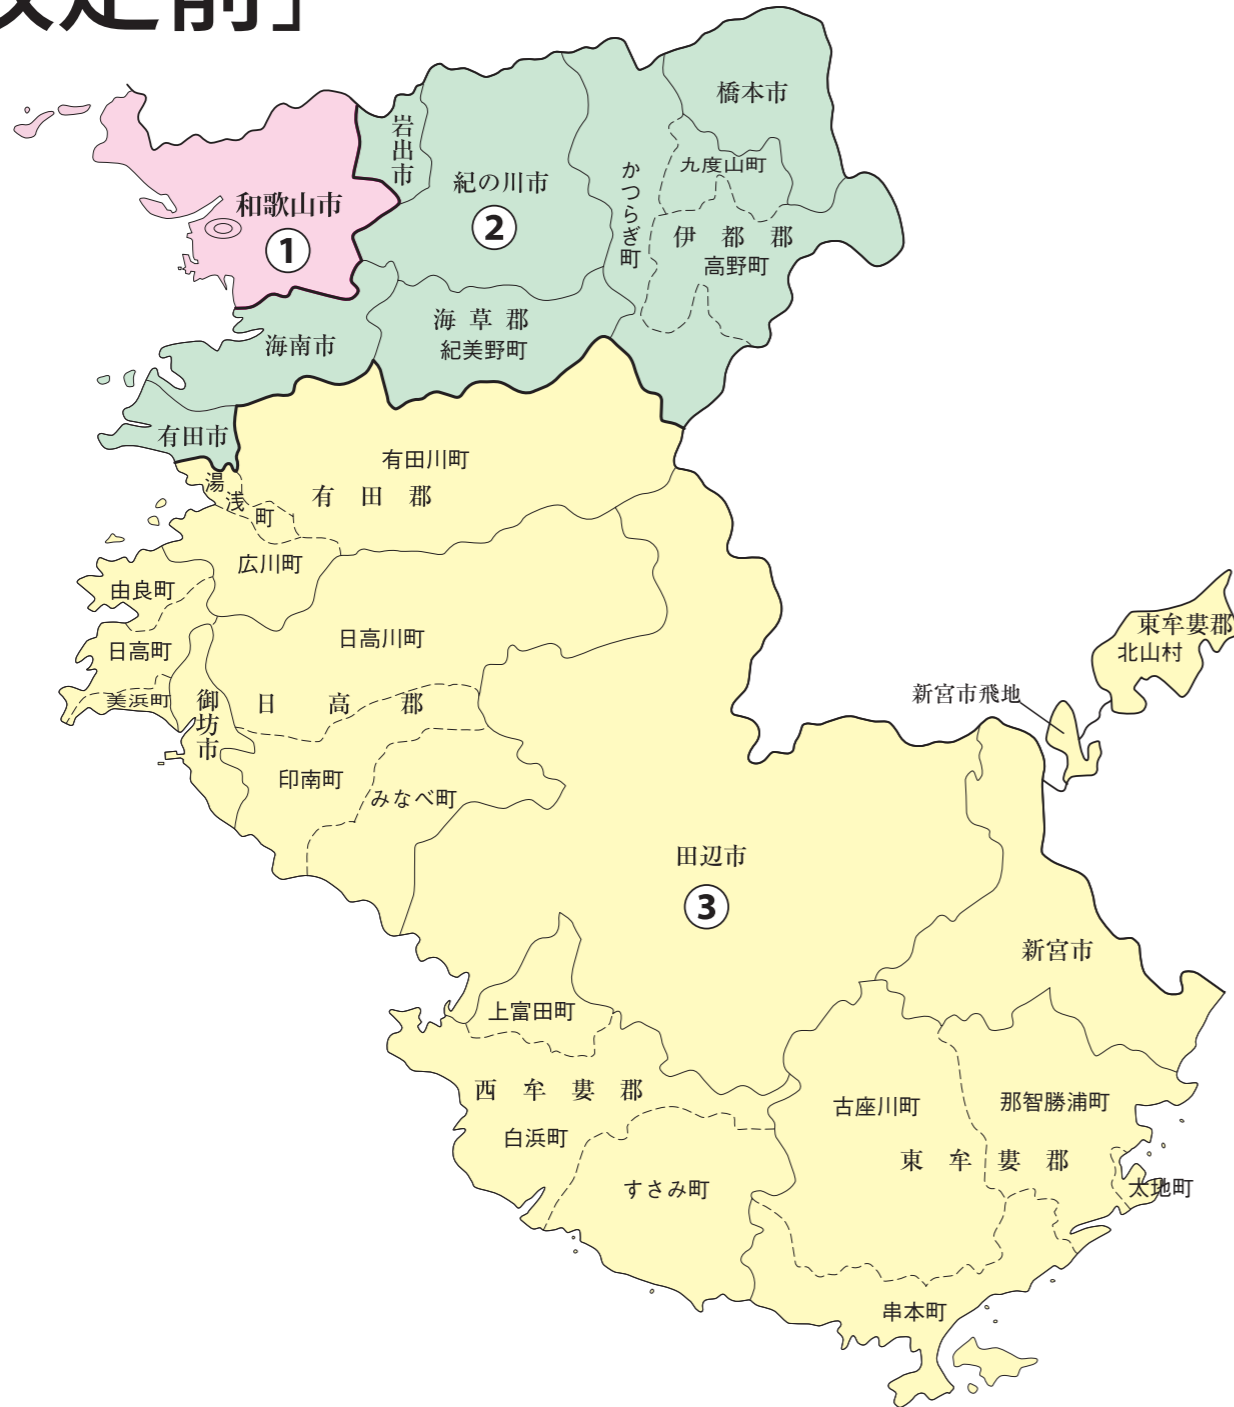 改定前」
橋本市
岩出市
九度山町
かつらぎ町
紀の川市
和歌山市
②
①
伊都郡
高野町
海草郡
海南市
紀美野町
有田市
有田川町
湯浅町
有田郡
広川町
由良町
東牟婁郡
日高川町
日高町
北山村
新宮市飛地
美浜町
御坊市
日高郡
印南町
みなべ町
田辺市
③
新宮市
上富田町
西牟婁郡
古座川町
那智勝浦町
白浜町
東牟婁郡
すさみ町
太地町
串本町